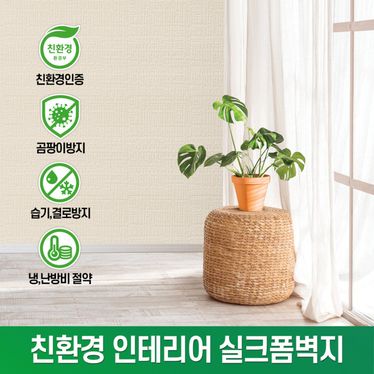 친환경
환경부
친환경인증
곰팡이방지
습기,결로방지
냉,난방비 절약
친환경 인테리어 실크폼벽지